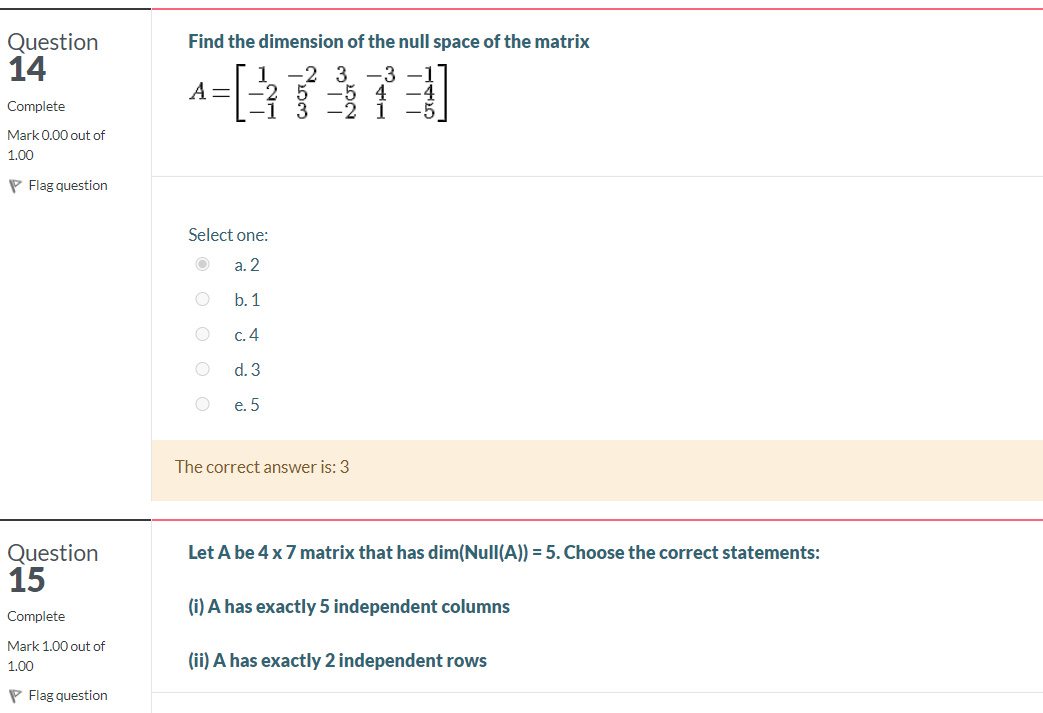 Question
14
Complete
Mark 0.00 out of
1.00
Flag question
Find the dimension of the null space of the matrix
A = [ 1 −2 3 −3 −1
−2 5 −5 4 −4
−1 3 −2 1 −5 ]
Select one:
a. 2
b. 1
c. 4
d. 3
e. 5
The correct answer is: 3
Question
15
Complete
Mark 1.00 out of
1.00
Flag question
Let A be 4 x 7 matrix that has dim(Null(A)) = 5. Choose the correct statements:
(i) A has exactly 5 independent columns
(ii) A has exactly 2 independent rows